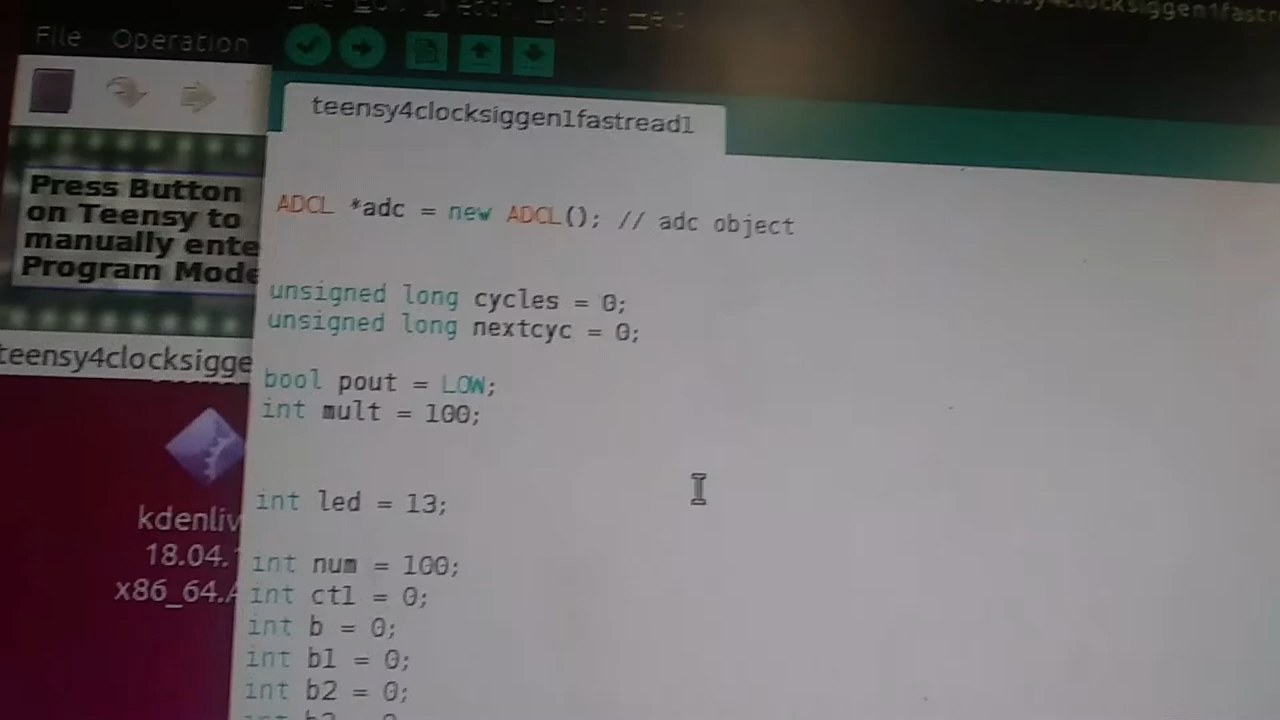 File Operation
teensy4clocksiggen1fastread1
Press Button
on Teensy to
manually ente
Program Mode
teensy4clocksigge
kdenliv
18.04.
x86_64.A
ADCL *adc = new ADCL(); // adc object
unsigned long cycles = 0;
unsigned long nextcyc = 0;
bool pout = LOW;
int mult = 100;
int led = 13;
int num = 100;
int ct1 = 0;
int b = 0;
int b1 = 0;
int b2 = 0;